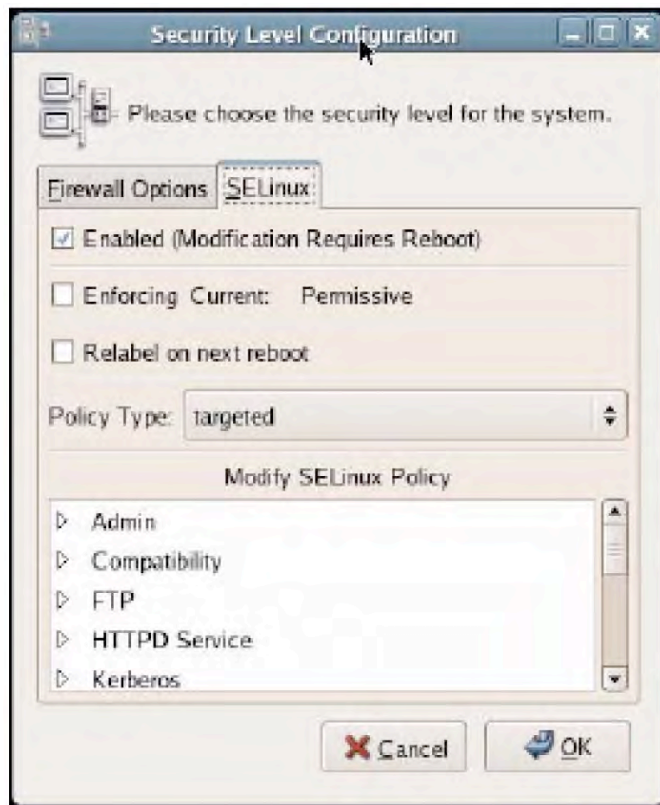 Security Level Configuration
Please choose the security level for the system.
Firewall Options SELinux
Enabled (Modification Requires Reboot)
Enforcing Current: Permissive
Relabel on next reboot
Policy Type: targeted
Modify SELinux Policy
Admin
Compatibility
FTP
HTTPD Service
Kerberos
Cancel OK